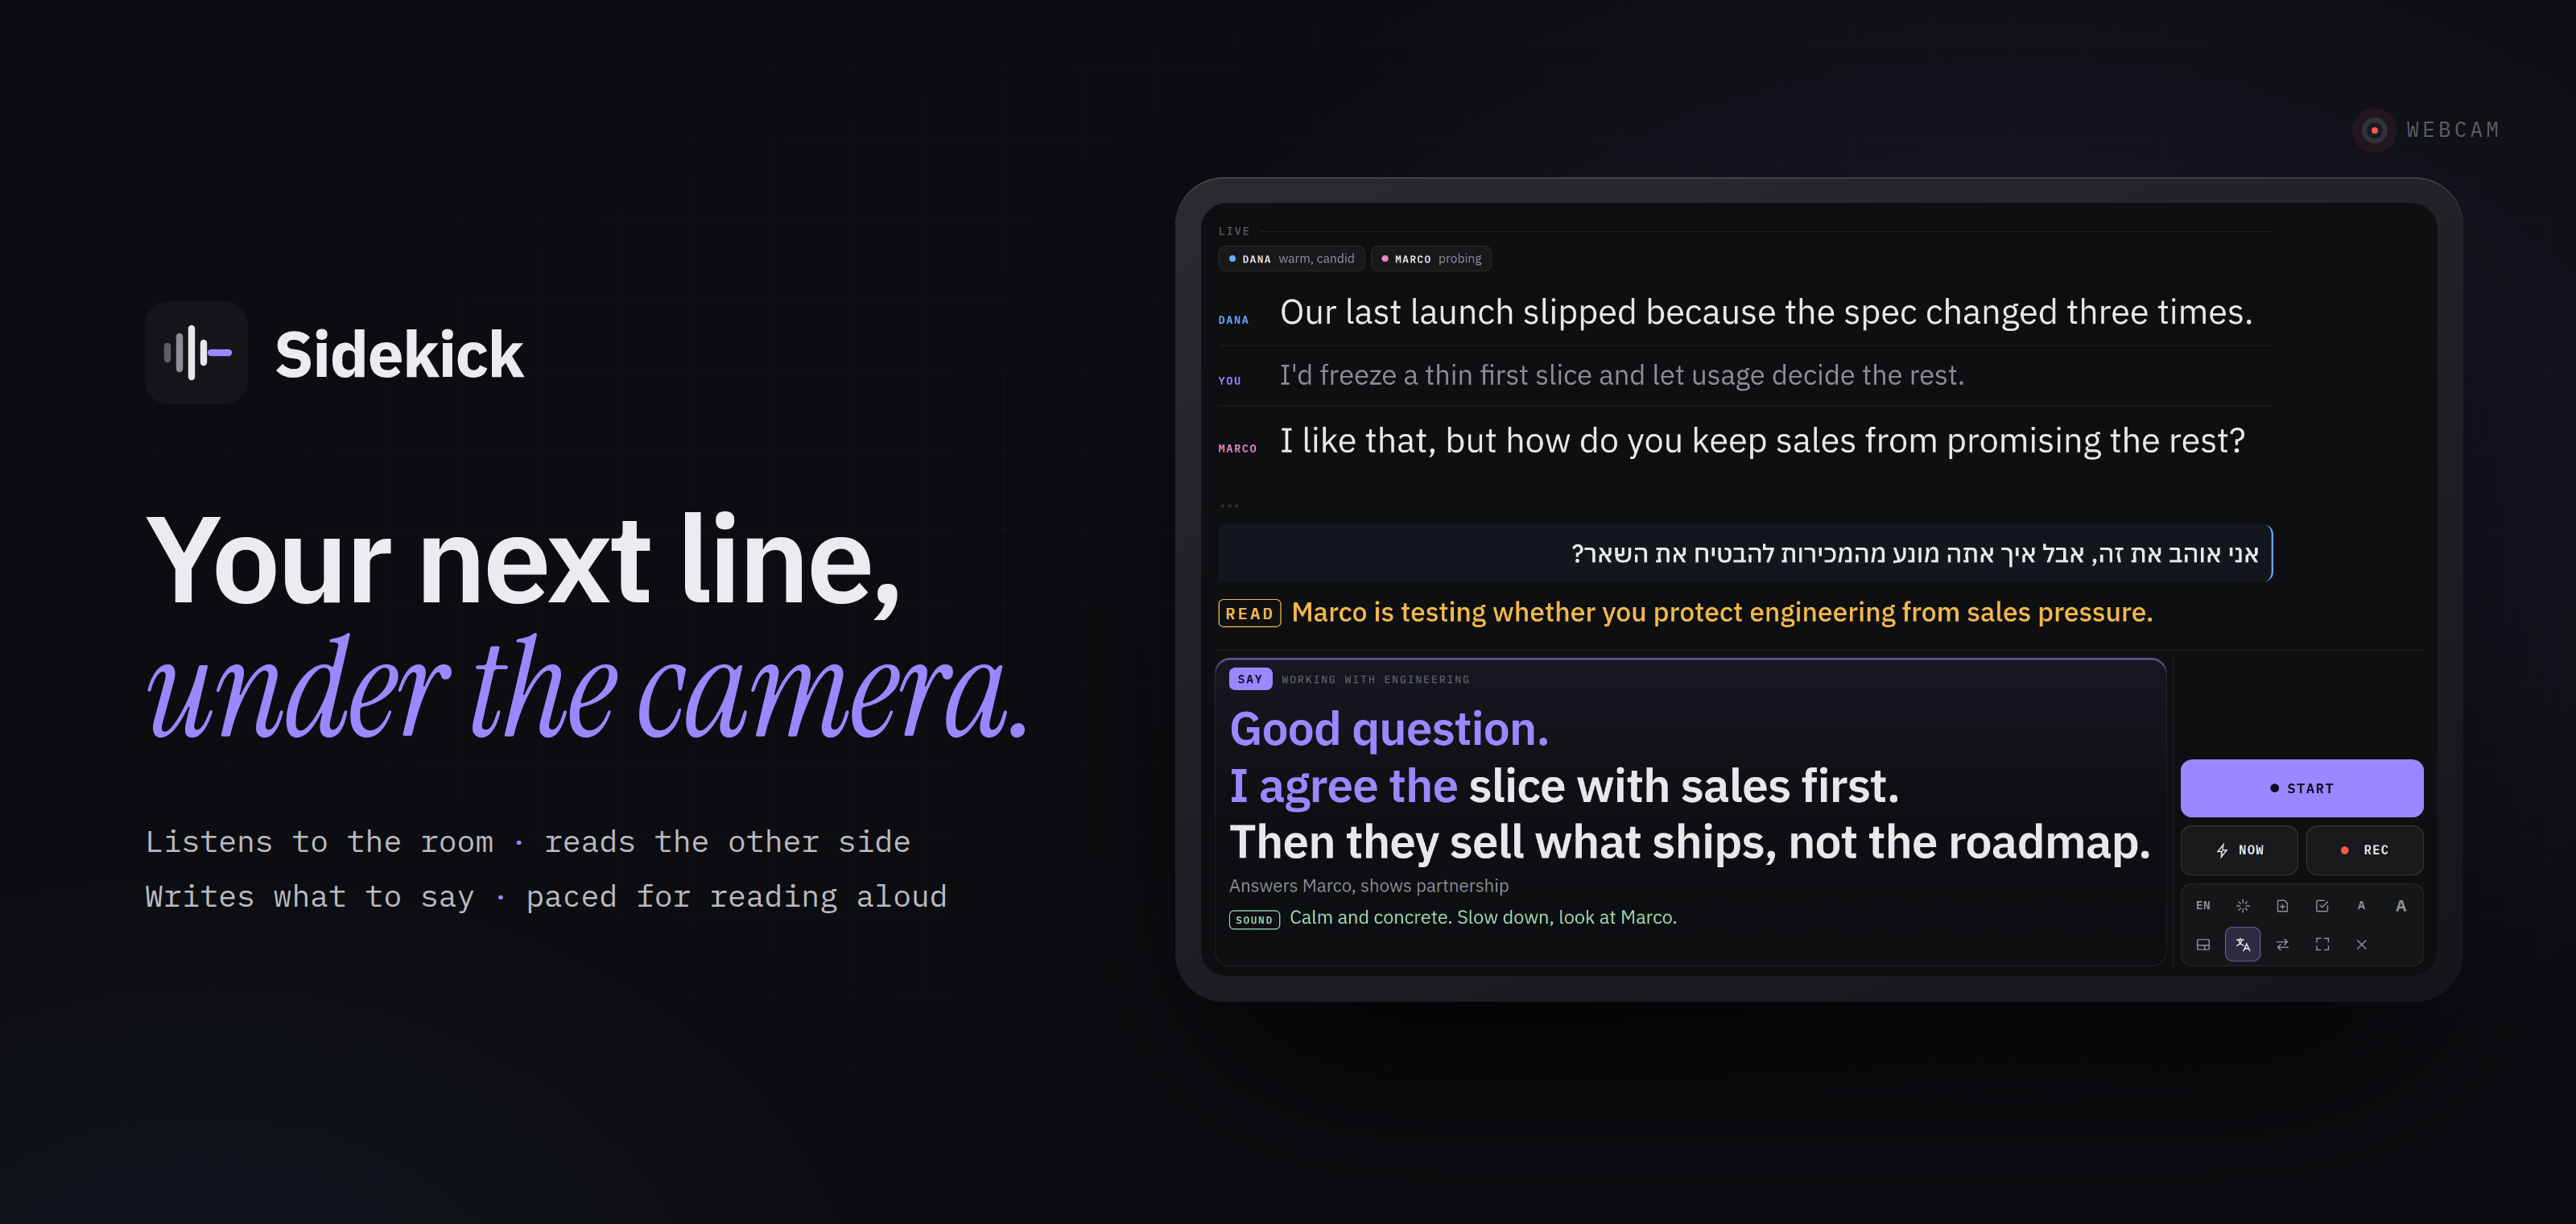 WEBCAM
Sidekick
Your next line,
under the camera.
Listens to the room · reads the other side
Writes what to say · paced for reading aloud
LIVE
DANA warm, candid MARCO probing
DANA Our last launch slipped because the spec changed three times.
YOU I'd freeze a thin first slice and let usage decide the rest.
MARCO I like that, but how do you keep sales from promising the rest?
...
אני אוהב את זה, אבל איך אתה מונע מהמכירות להבטיח את השאר?
READ Marco is testing whether you protect engineering from sales pressure.
SAY WORKING WITH ENGINEERING
Good question.
I agree the slice with sales first.
Then they sell what ships, not the roadmap.
Answers Marco, shows partnership
SOUND Calm and concrete. Slow down, look at Marco.
START
NOW REC
EN A A